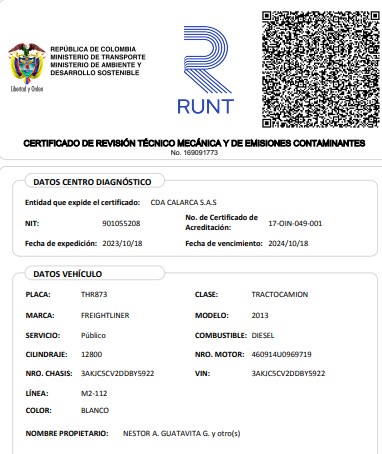 REPÚBLICA DE COLOMBIA
MINISTERIO DE TRANSPORTE
MINISTERIO DE AMBIENTE Y
DESARROLLO SOSTENIBLE
Libertad y Orden
RUNT
CERTIFICADO DE REVISIÓN TÉCNICO MECÁNICA Y DE EMISIONES CONTAMINANTES
No. 169091773
DATOS CENTRO DIAGNÓSTICO
Entidad que expide el certificado: CDA CALARCA S.A.S
NIT: 901055208 No. de Certificado de Acreditación: 17-OIN-049-001
Fecha de expedición: 2023/10/18 Fecha de vencimiento: 2024/10/18
DATOS VEHÍCULO
PLACA: THR873 CLASE: TRACTOCAMION
MARCA: FREIGHTLINER MODELO: 2013
SERVICIO: Público COMBUSTIBLE: DIESEL
CILINDRAJE: 12800 NRO. MOTOR: 460914U0969719
NRO. CHASIS: 3AKJC5CV2DDBY5922 VIN: 3AKJC5CV2DDBY5922
LÍNEA: M2-112
COLOR: BLANCO
NOMBRE PROPIETARIO: NESTOR A. GUATAVITA G. y otro(s)